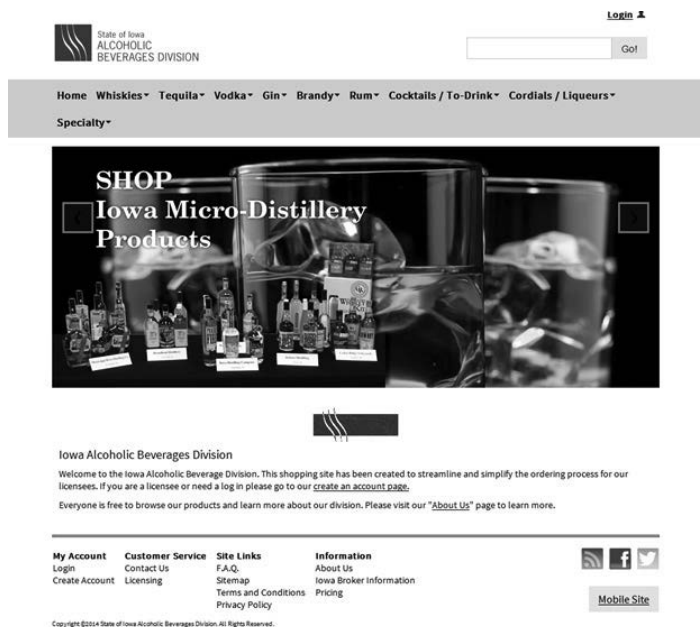 Login
State of Iowa
ALCOHOLIC
BEVERAGES DIVISION
Go!
Home Whiskies Tequila Vodka Gin Brandy Rum Cocktails / To-Drink Cordials / Liqueurs
Specialty
SHOP
Iowa Micro-Distillery
Products
Iowa Alcoholic Beverages Division
Welcome to the Iowa Alcoholic Beverage Division. This shopping site has been created to streamline and simplify the ordering process for our
licensees. If you are a licensee or need a log in please go to our create an account page.
Everyone is free to browse our products and learn more about our division. Please visit our "About Us" page to learn more.
My Account Customer Service Site Links Information
Login Contact Us F.A.Q. About Us
Create Account Licensing Sitemap Iowa Broker Information
Terms and Conditions Pricing
Privacy Policy
Mobile Site
Copyright ©2014 State of Iowa Alcoholic Beverages Division. All Rights Reserved.